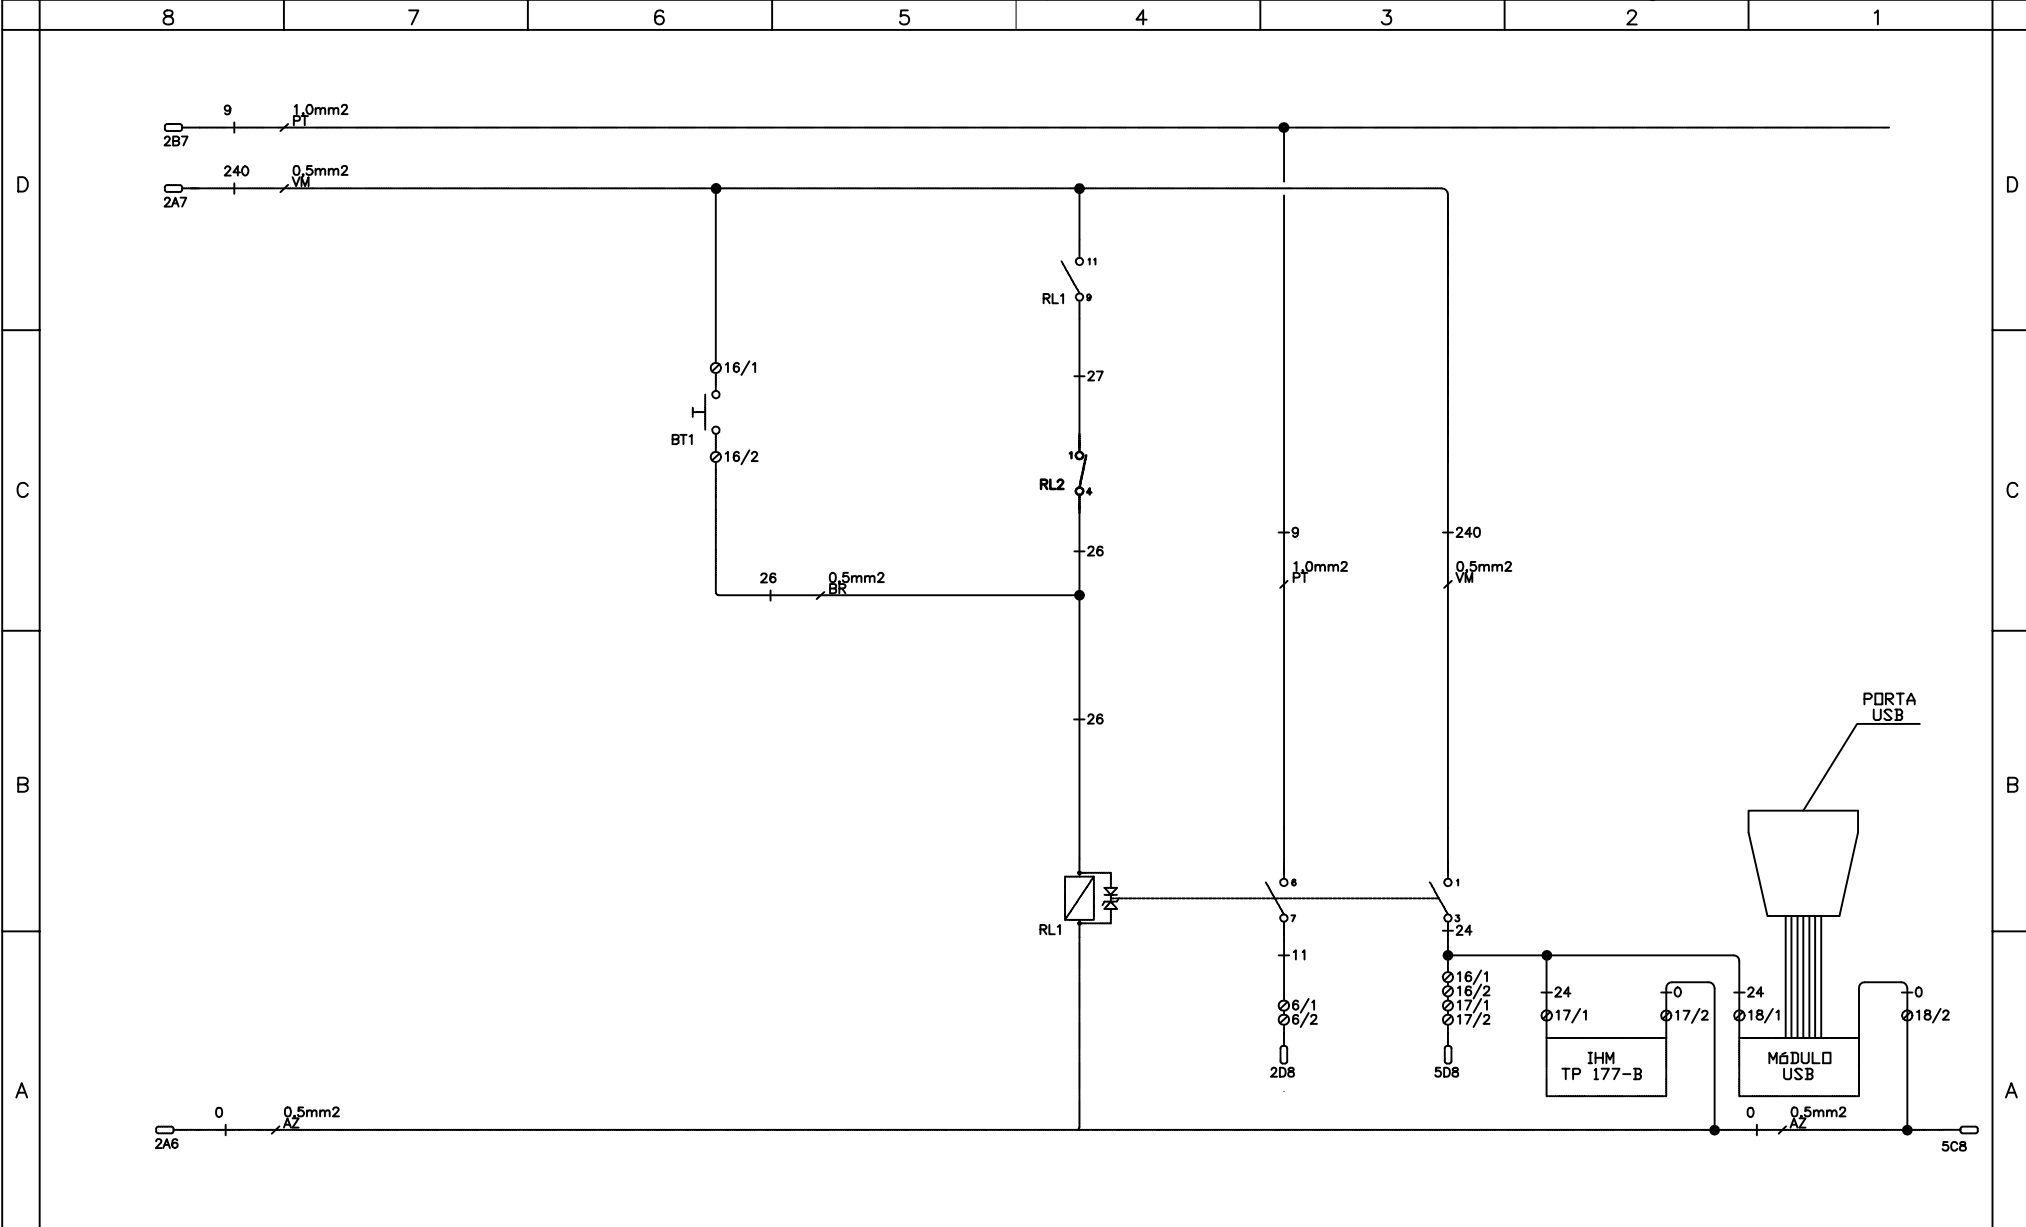 8 7 6 5 4 3 2 1
9 1,0mm2
PT
2B7
240 0,5mm2
VM
D D
2A7
11
RL1 9
16/1
27
BT1
16/2
1
RL2 4
C C
9 240
26
1,0mm2 0,5mm2
PT VM
26 0,5mm2
BR
26
PORTA
USB
B B
6 1
7 3
RL1 24
11
16/1
16/2
17/1
17/2
6/1
6/2
24 0 24 0
17/1 17/2 18/1 18/2
IHM
TP 177-B
MóDULO
USB
2D8 5D8
A A
0 0,5mm2
AZ
0 0,5mm2
AZ
2A6 5C8